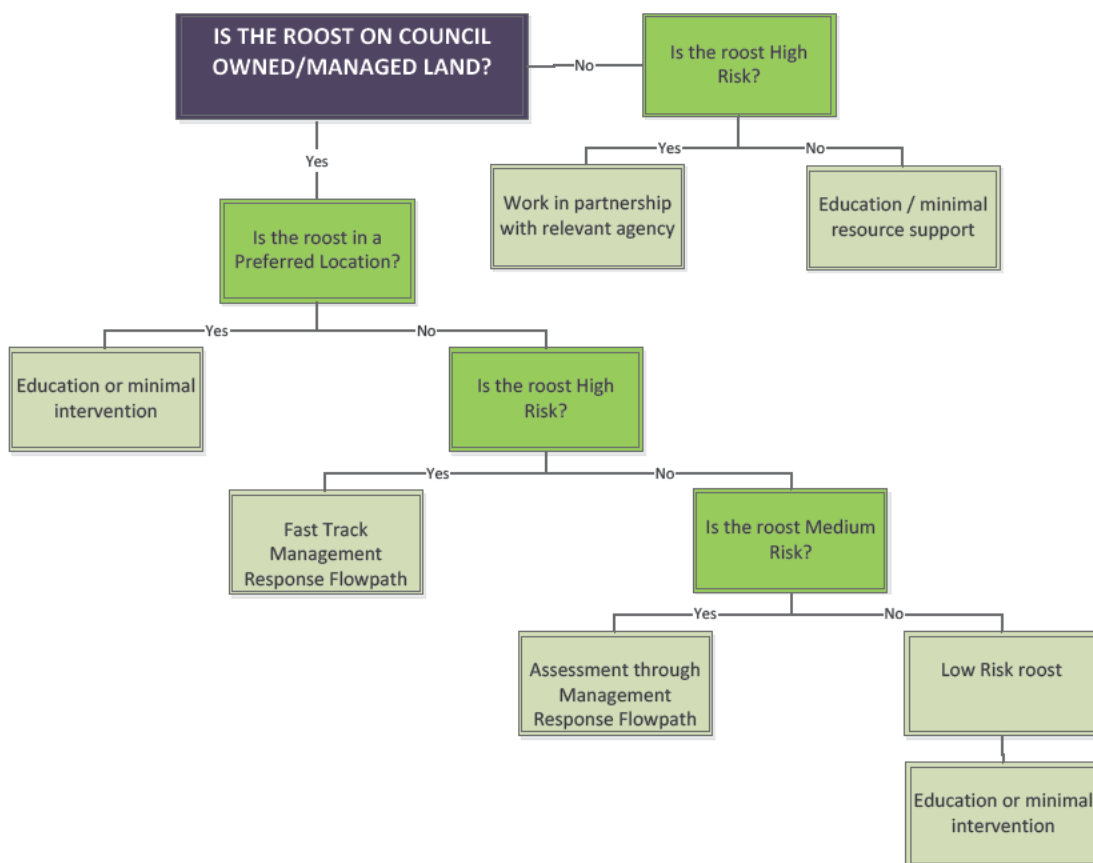 IS THE ROOST ON COUNCIL
OWNED/MANAGED LAND?
No
Is the roost High
Risk?
Yes
Yes
No
Work in partnership
with relevant agency
Education / minimal
resource support
Is the roost in a
Preferred Location?
Yes
No
Education or minimal
intervention
Is the roost High
Risk?
Yes
No
Fast Track
Management
Response Flowpath
Is the roost Medium
Risk?
Yes
No
Assessment through
Management
Response Flowpath
Low Risk roost
Education or minimal
intervention